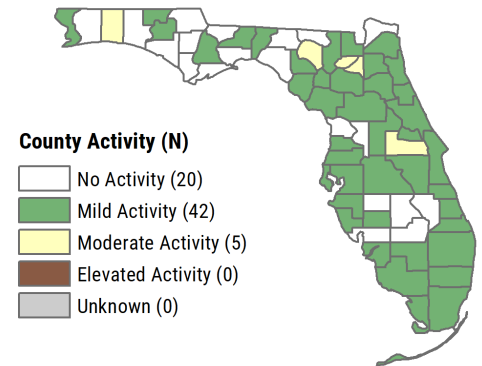 County Activity (N)
No Activity (20)
Mild Activity (42)
Moderate Activity (5)
Elevated Activity (0)
Unknown (0)